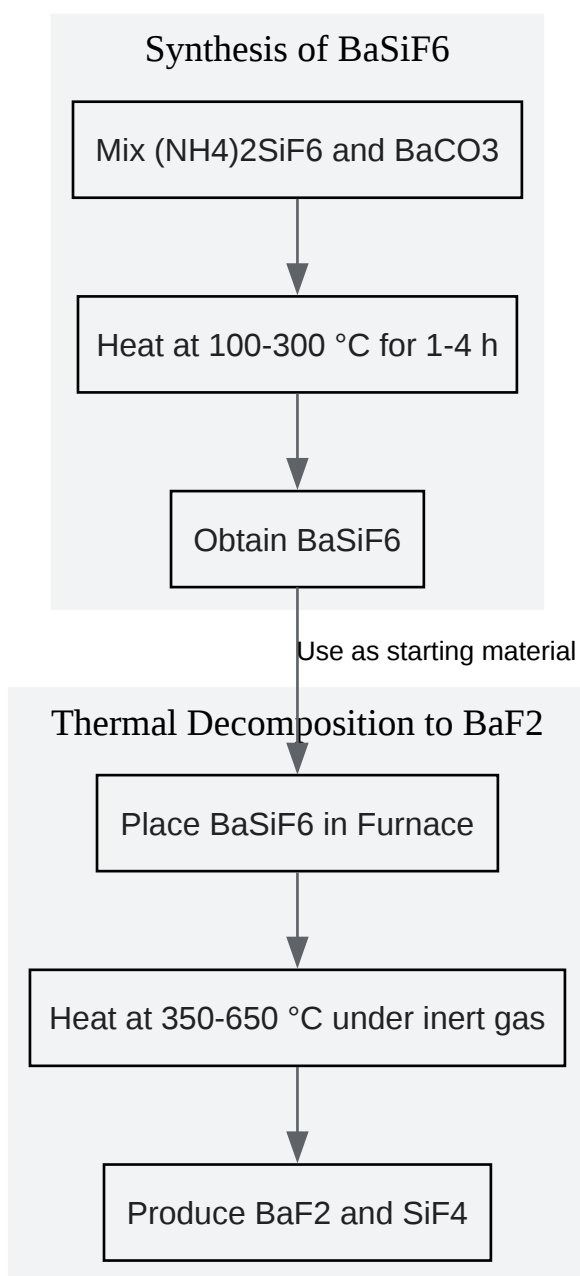 Synthesis of BaSiF6
Mix (NH4)2SiF6 and BaCO3
Heat at 100-300 °C for 1-4 h
Obtain BaSiF6
Use as starting material
Thermal Decomposition to BaF2
Place BaSiF6 in Furnace
Heat at 350-650 °C under inert gas
Produce BaF2 and SiF4